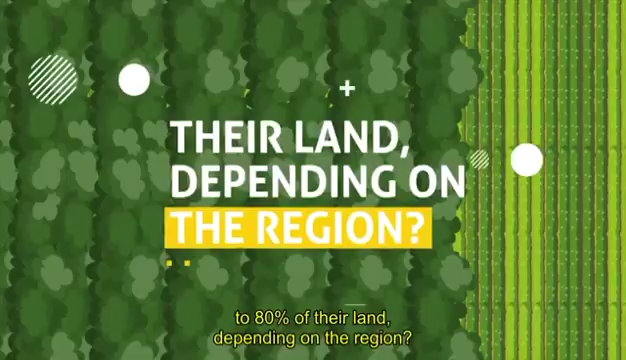 THEIR LAND,
DEPENDING ON
THE REGION?
to 80% of their land,
depending on the region?